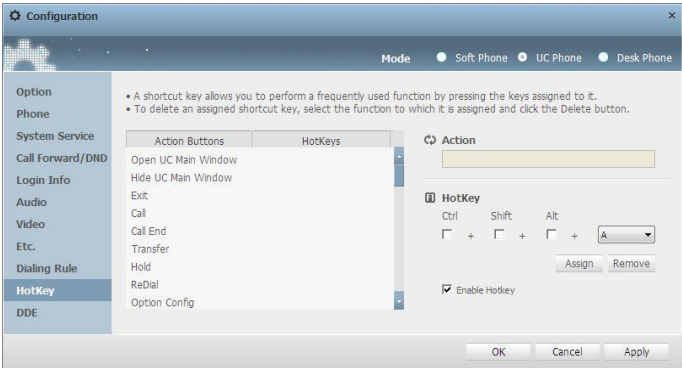 Configuration
Mode Soft Phone UC Phone Desk Phone
Option
Phone
System Service
Call Forward/DND
Login Info
Audio
Video
Etc.
Dialing Rule
HotKey
DDE
• A shortcut key allows you to perform a frequently used function by pressing the keys assigned to it.
• To delete an assigned shortcut key, select the function to which it is assigned and click the Delete button.
Action Buttons HotKeys
Open UC Main Window
Hide UC Main Window
Exit
Call
Call End
Transfer
Hold
ReDial
Option Config
Action
HotKey
Ctrl Shift Alt
+ + + A
Assign Remove
Enable Hotkey
OK Cancel Apply